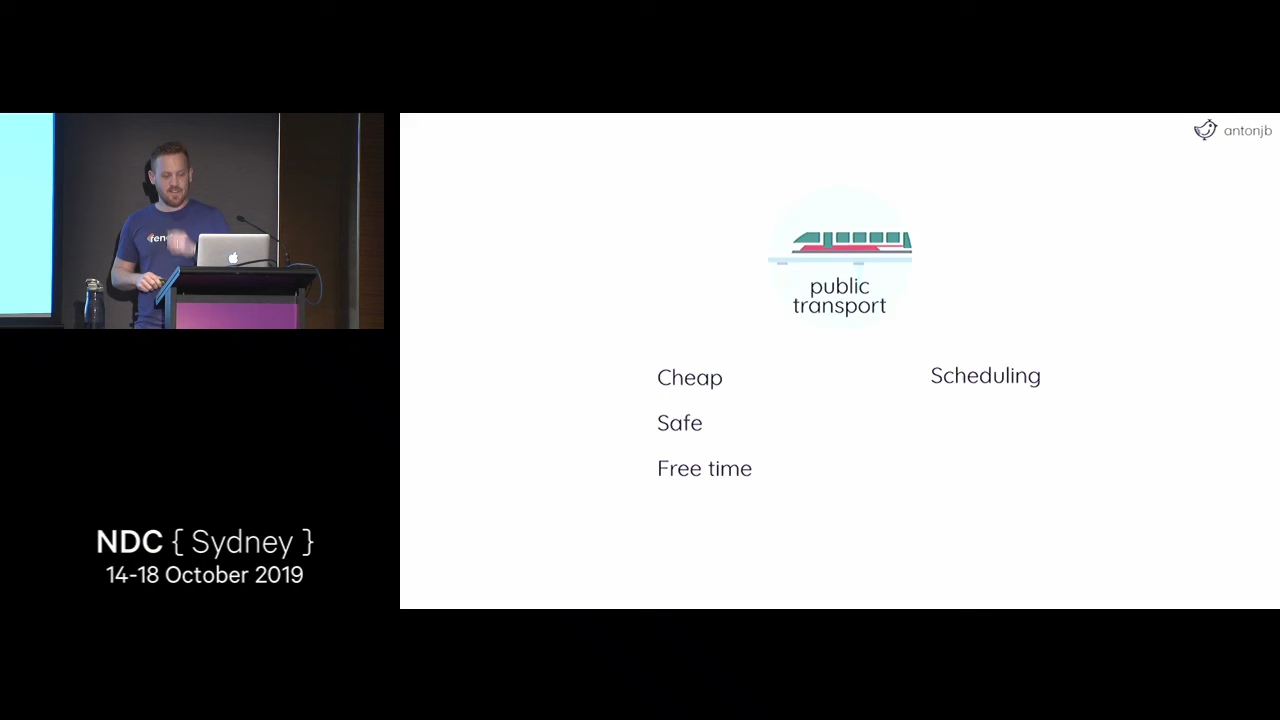 antonjb
public
transport
Cheap
Scheduling
Safe
Free time
NDC { Sydney }
14-18 October 2019